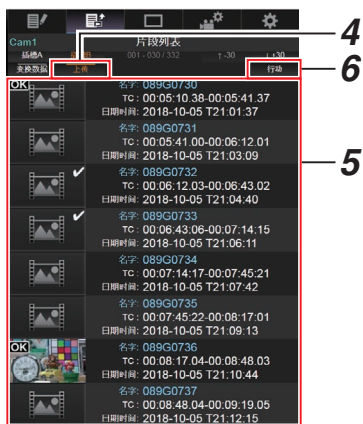 Cam1 片段列表
插槽A 001 - 030 / 332 ↑-30 ↓+30
变换数据 上传 行动
4
6
5
OK
名字: 089G0730
TC : 00:05:10.38-00:05:41.37
日期时间: 2018-10-05 T21:01:37
名字: 089G0731
TC : 00:05:41.00-00:06:12.01
日期时间: 2018-10-05 T21:03:09
名字: 089G0732
TC : 00:06:12.03-00:06:43.02
日期时间: 2018-10-05 T21:04:40
名字: 089G0733
TC : 00:06:43.06-00:07:14:15
日期时间: 2018-10-05 T21:06:11
名字: 089G0734
TC : 00:07:14:17-00:07:45:21
日期时间: 2018-10-05 T21:07:42
名字: 089G0735
TC : 00:07:45:22-00:08:17:01
日期时间: 2018-10-05 T21:09:13
OK
名字: 089G0736
TC : 00:08:17.04-00:08:48.03
日期时间: 2018-10-05 T21:10:44
名字: 089G0737
TC : 00:08:48.04-00:09:19.05
日期时间: 2018-10-05 T21:12:15